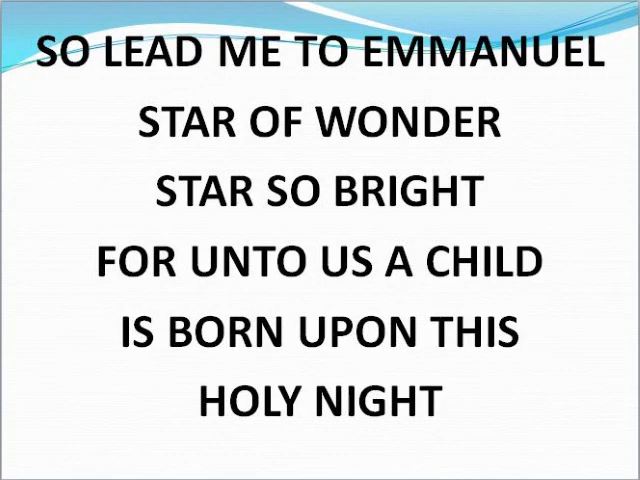 SO LEAD ME TO EMMANUEL
STAR OF WONDER
STAR SO BRIGHT
FOR UNTO US A CHILD
IS BORN UPON THIS
HOLY NIGHT